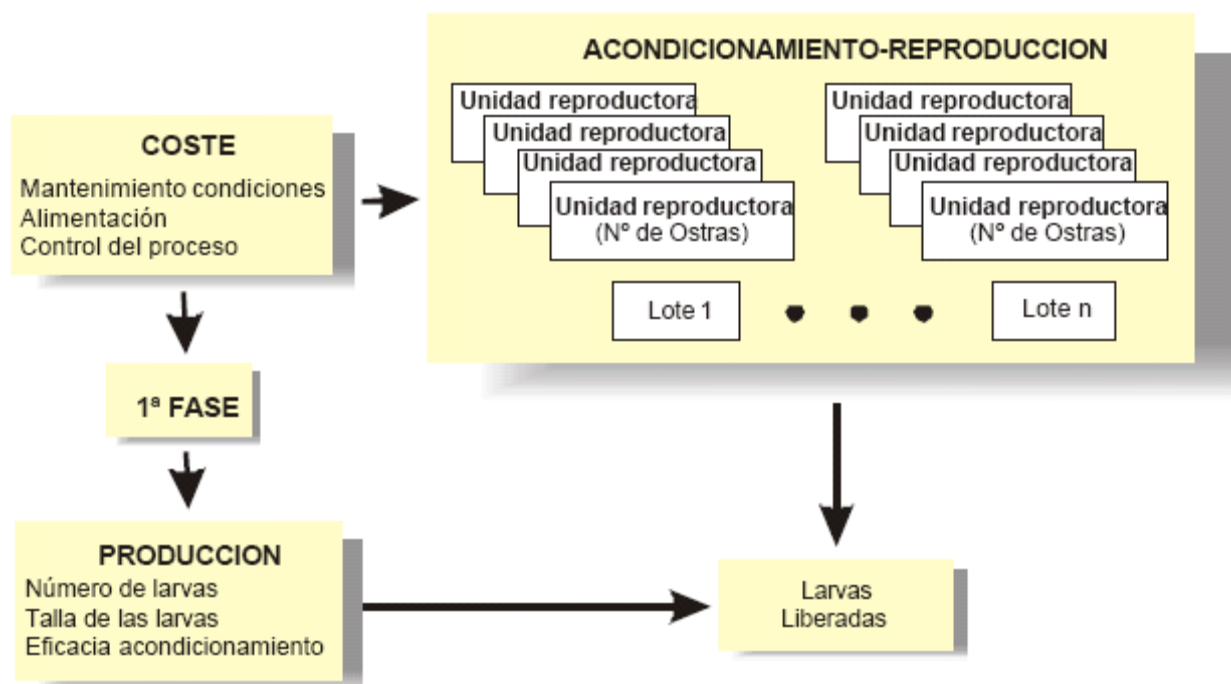 ACONDICIONAMIENTO-REPRODUCCION
Unidad reproductora
Unidad reproductora
Unidad reproductora
Unidad reproductora
(Nº de Ostras)
Unidad reproductora
Unidad reproductora
Unidad reproductora
Unidad reproductora
(Nº de Ostras)
Lote 1
Lote n
COSTE
Mantenimiento condiciones
Alimentación
Control del proceso
1ª FASE
PRODUCCION
Número de larvas
Talla de las larvas
Eficacia acondicionamiento
Larvas
Liberadas